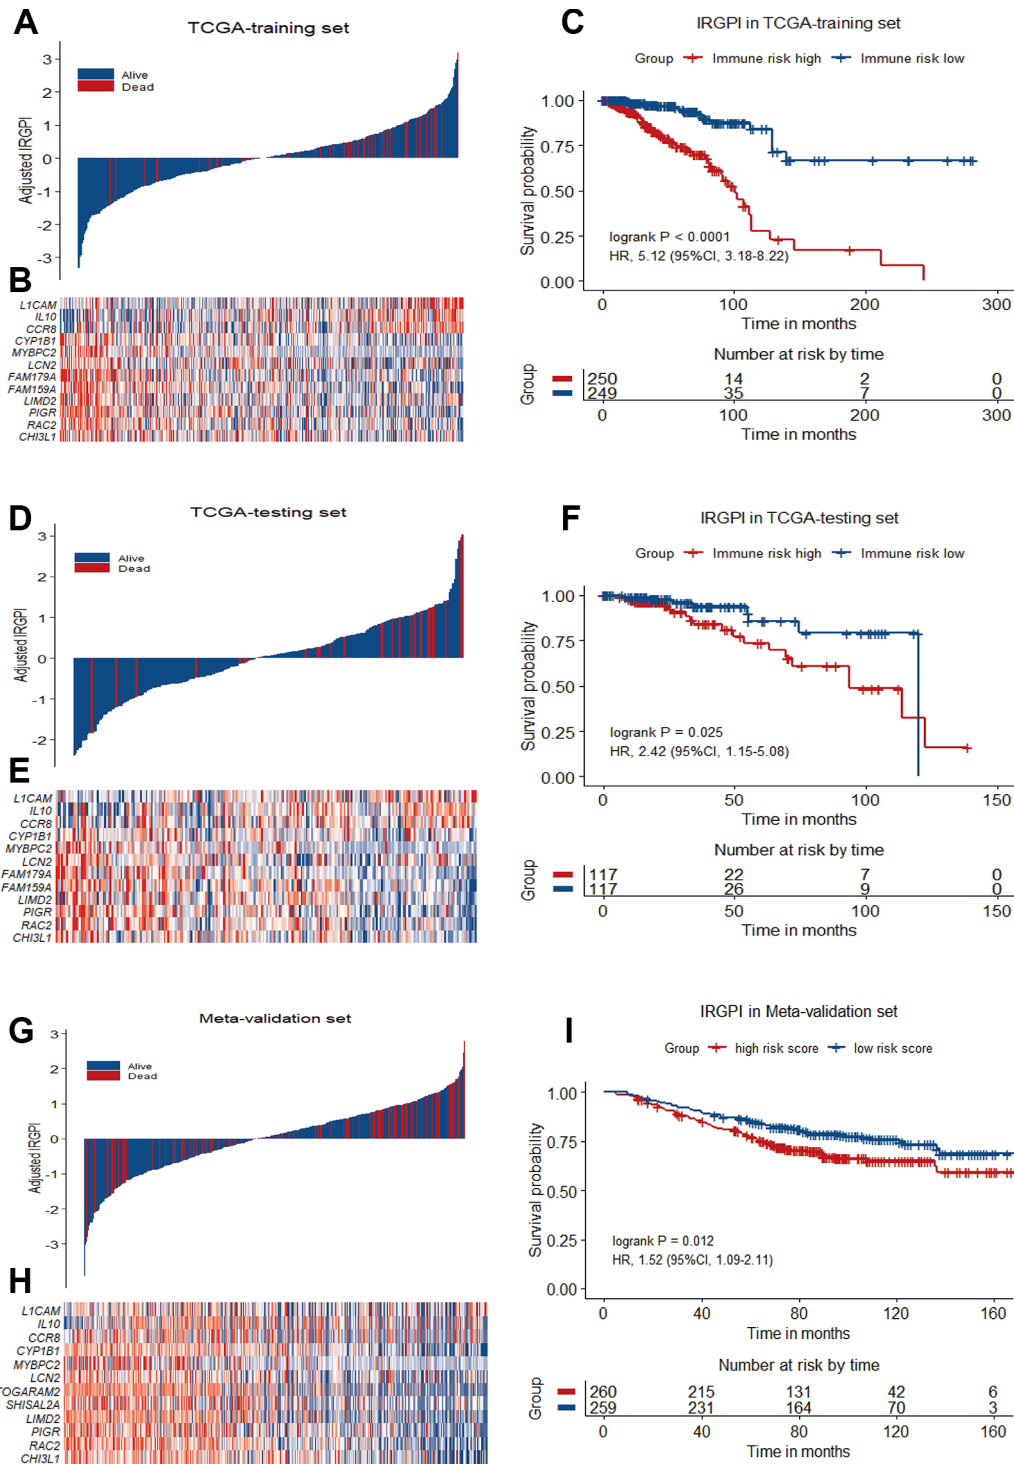 A
TCGA-training set
Adjusted IRGPI
3
2
1
0
-1
-2
-3
Alive
Dead
B
L1CAM
IL10
CCR8
CYP1B1
MYBPC2
LCN2
FAM179A
FAM159A
LIMD2
PIGR
RAC2
CHI3L1
C
IRGPI in TCGA-training set
Group Immune risk high Immune risk low
Survival probability
1.00
0.75
0.50
0.25
0.00
logrank P < 0.0001
HR, 5.12 (95%CI, 3.18-8.22)
0 100 200 300
Time in months
Number at risk by time
Group
250 14 2 0
249 35 7 0
0 100 200 300
Time in months
D
TCGA-testing set
Adjusted IRGPI
3
2
1
0
-1
-2
Alive
Dead
E
L1CAM
IL10
CCR8
CYP1B1
MYBPC2
LCN2
FAM179A
FAM159A
LIMD2
PIGR
RAC2
CHI3L1
F
IRGPI in TCGA-testing set
Group Immune risk high Immune risk low
Survival probability
1.00
0.75
0.50
0.25
0.00
logrank P = 0.025
HR, 2.42 (95%CI, 1.15-5.08)
0 50 100 150
Time in months
Number at risk by time
Group
117 22 7 0
117 26 9 0
0 50 100 150
Time in months
G
Meta-validation set
Adjusted IRGPI
3
2
1
0
-1
-2
-3
Alive
Dead
H
L1CAM
IL10
CCR8
CYP1B1
MYBPC2
LCN2
TOGARAM2
SHISAL2A
LIMD2
PIGR
RAC2
CHI3L1
I
IRGPI in Meta-validation set
Group high risk score low risk score
Survival probability
1.00
0.75
0.50
0.25
0.00
logrank P = 0.012
HR, 1.52 (95%CI, 1.09-2.11)
0 40 80 120 160
Time in months
Number at risk by time
Group
260 215 131 42 6
259 231 164 70 3
0 40 80 120 160
Time in months